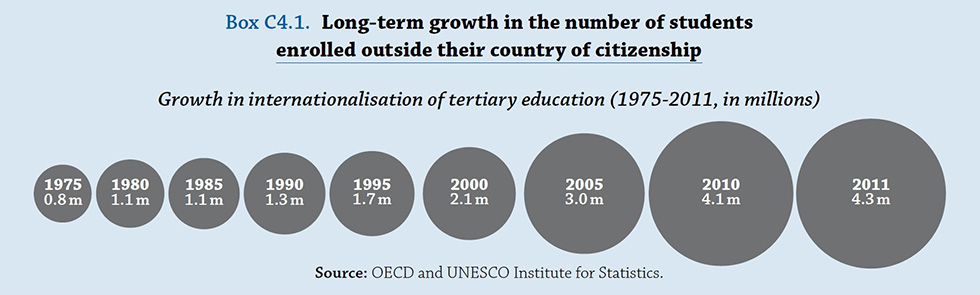 Box C4.1. Long-term growth in the number of students
enrolled outside their country of citizenship
Growth in internationalisation of tertiary education (1975-2011, in millions)
1975
0.8 m
1980
1.1 m
1985
1.1 m
1990
1.3 m
1995
1.7 m
2000
2.1 m
2005
3.0 m
2010
4.1 m
2011
4.3 m
Source: OECD and UNESCO Institute for Statistics.